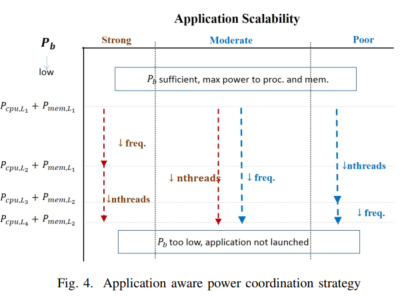 Application Scalability
P_b Strong Moderate Poor
low
P_b sufficient, max power to proc. and mem.
P_{cpu,L_1} + P_{mem,L_1}
↓ freq.
P_{cpu,L_2} + P_{mem,L_1} ↓nthreads
↓ nthreads ↓ freq.
P_{cpu,L_3} + P_{mem,L_2} ↓nthreads
P_{cpu,L_4} + P_{mem,L_2} ↓ freq.
P_b too low, application not launched
Fig. 4. Application aware power coordination strategy